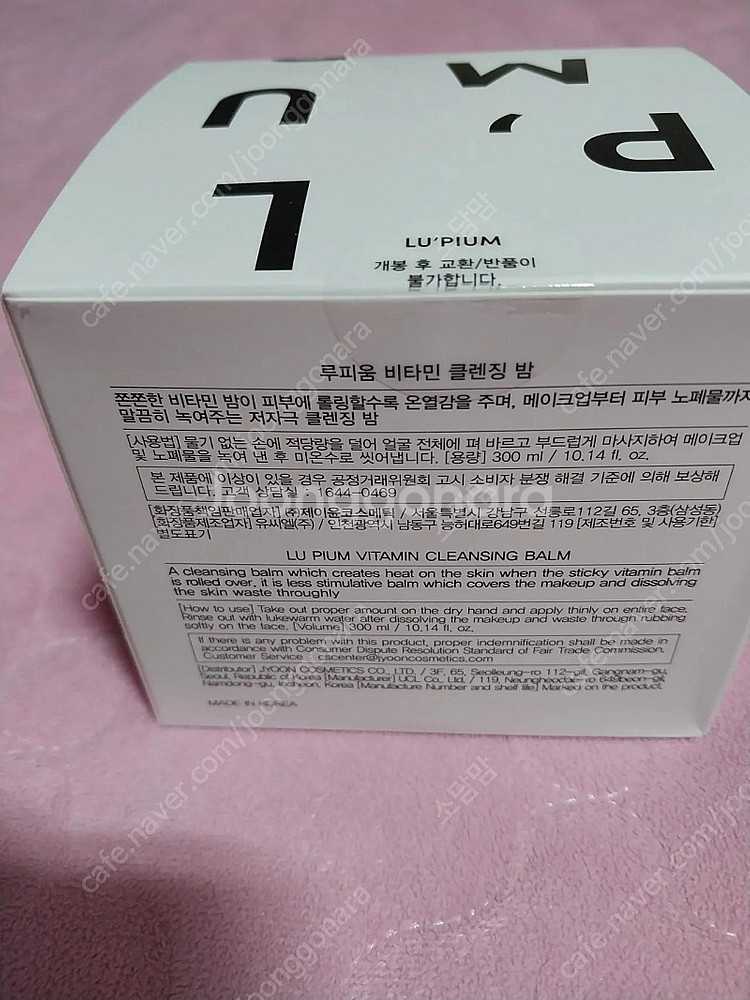 M
U
P,
L
LU'PIUM
개봉 후 교환/반품이
불가합니다.
루피움 비타민 클렌징 밤
쫀쫀한 비타민 밤이 피부에 롤링할수록 온열감을 주며, 메이크업부터 피부 노폐물까지
말끔히 녹여주는 저자극 클렌징 밤
[사용법] 물기 없는 손에 적당량을 덜어 얼굴 전체에 펴 바르고 부드럽게 마사지하여 메이크업
및 노폐물을 녹여 낸 후 미온수로 씻어냅니다. [용량] 300 ml / 10.14 fl. oz.
본 제품에 이상이 있을 경우 공정거래위원회 고시 소비자 분쟁 해결 기준에 의해 보상해
드립니다. 고객 상담실 : 1644-0469
[화장품책임판매업자] ㈜제이윤코스메틱 / 서울특별시 강남구 선릉로112길 65, 3층(삼성동)
[화장품제조업자] 유씨엘(주) / 인천광역시 남동구 능허대로649번길 119 [제조번호 및 사용기한]
별도표기
LU PIUM VITAMIN CLEANSING BALM
A cleansing balm which creates heat on the skin when the sticky vitamin balm
is rolled over, it is less stimulative balm which covers the makeup and dissolving
the skin waste throughly
[How to use] Take out proper amount on the dry hand and apply thinly on entire face.
Rinse out with lukewarm water after dissolving the makeup and waste through rubbing
softly on the face. [Volume] 300 ml / 10.14 fl. oz.
If there is any problem with this product, proper indemnification shall be made in
accordance with Consumer Dispute Resolution Standard of Fair Trade Commission.
Customer Service : cscenter@jyooncosmetics.com
[Distributor] JYOON COSMETICS CO., LTD. / 3F, 65, Seolleung-ro 112-gil, Gangnam-gu,
Seoul, Republic of Korea [Manufacturer] UCL Co., Ltd. / 119, Neungheodae-ro 649beon-gil,
Namdong-gu, Incheon, Korea [Manufacture Number and shelf life] Marked on the product.
MADE IN KOREA
joonggonara
cafe.naver.com/joonggonara
소담맘